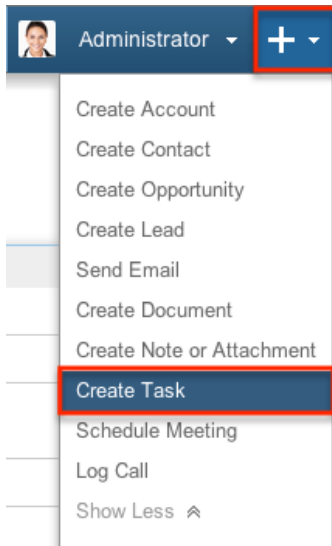 Administrator
Create Account
Create Contact
Create Opportunity
Create Lead
Send Email
Create Document
Create Note or Attachment
Create Task
Schedule Meeting
Log Call
Show Less